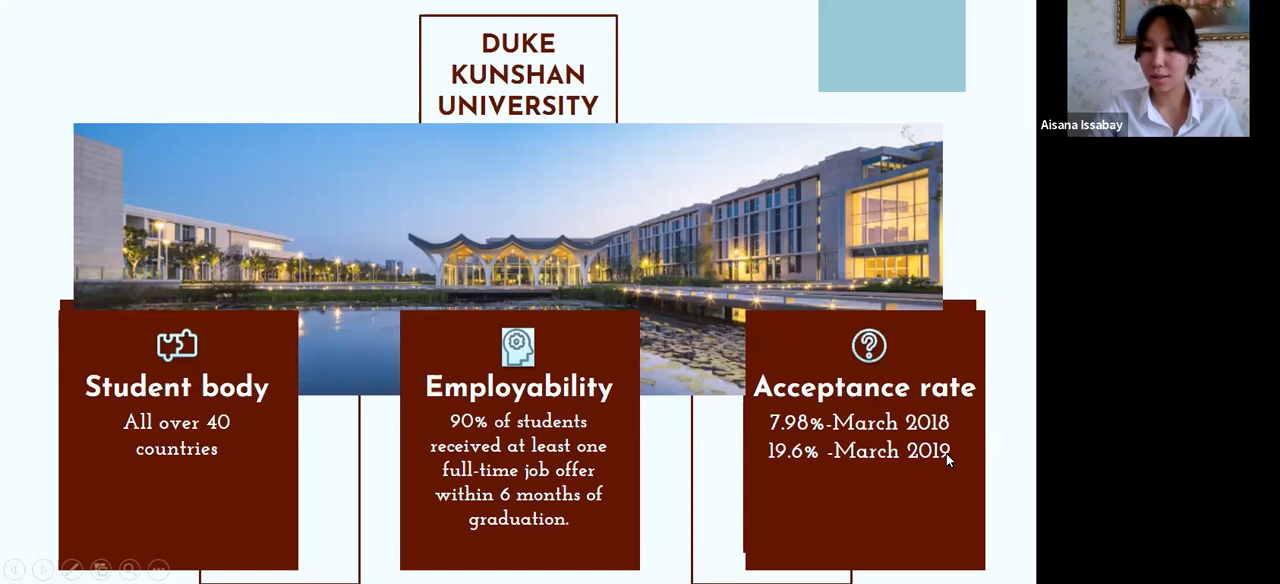 DUKE
KUNSHAN
UNIVERSITY
Aisana Issabay
Student body
All over 40
countries
Employability
90% of students
received at least one
full-time job offer
within 6 months of
graduation.
Acceptance rate
7.98%-March 2018
19.6% -March 2019